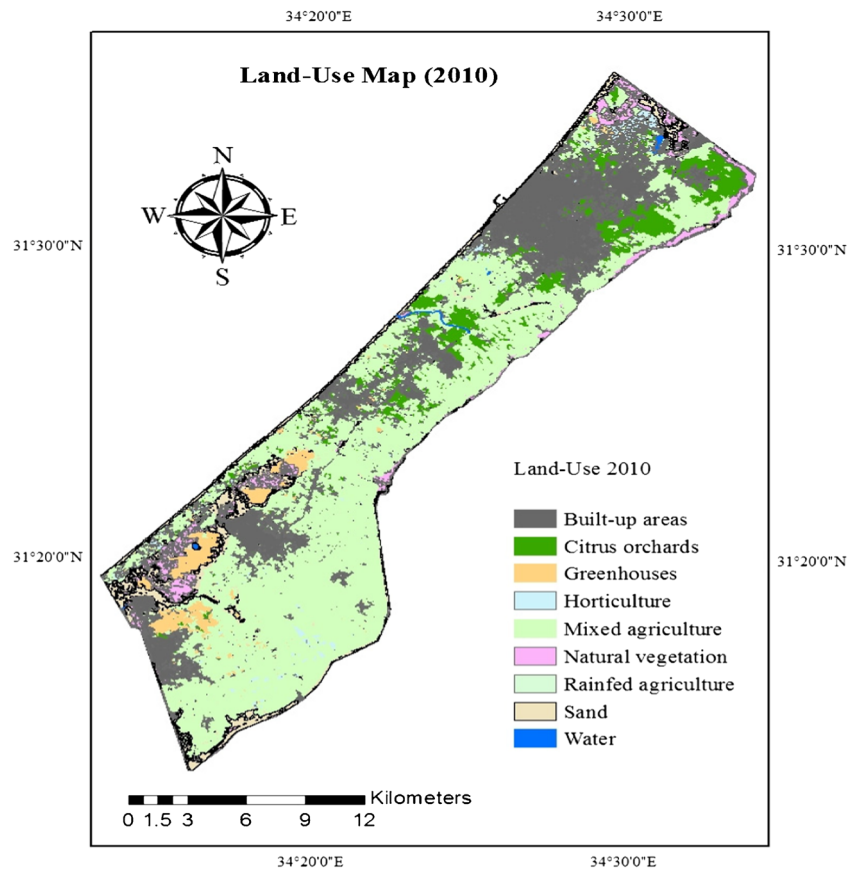 34°20'0"E 34°30'0"E
Land-Use Map (2010)
N
W E
S
31°30'0"N 31°30'0"N
Land-Use 2010
Built-up areas
Citrus orchards
31°20'0"N 31°20'0"N
Greenhouses
Horticulture
Mixed agriculture
Natural vegetation
Rainfed agriculture
Sand
Water
Kilometers
0 1.5 3 6 9 12
34°20'0"E 34°30'0"E